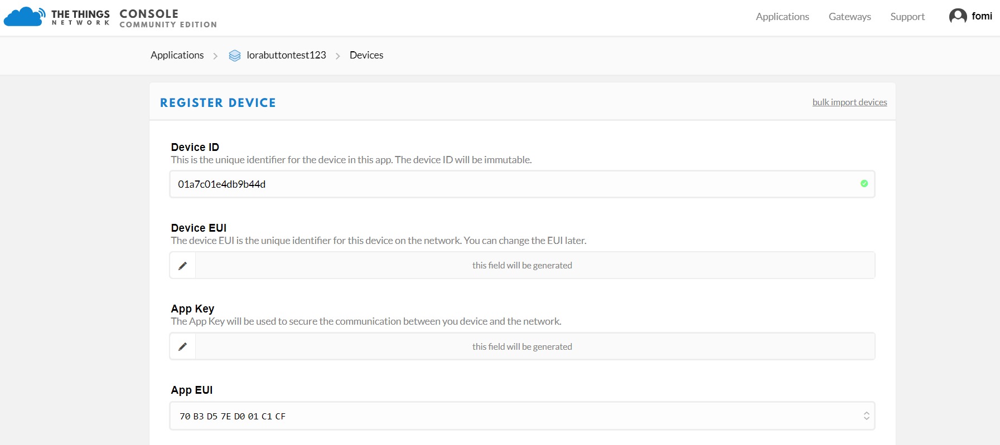 THE THINGS NETWORK CONSOLE COMMUNITY EDITION
Applications Gateways Support fomi
Applications lorabuttontest123 Devices
REGISTER DEVICE bulk import devices
Device ID
This is the unique identifier for the device in this app. The device ID will be immutable.
01a7c01e4db9b44d
Device EUI
The device EUI is the unique identifier for this device on the network. You can change the EUI later.
this field will be generated
App Key
The App Key will be used to secure the communication between you device and the network.
this field will be generated
App EUI
70 B3 D5 7E D0 01 C1 CF